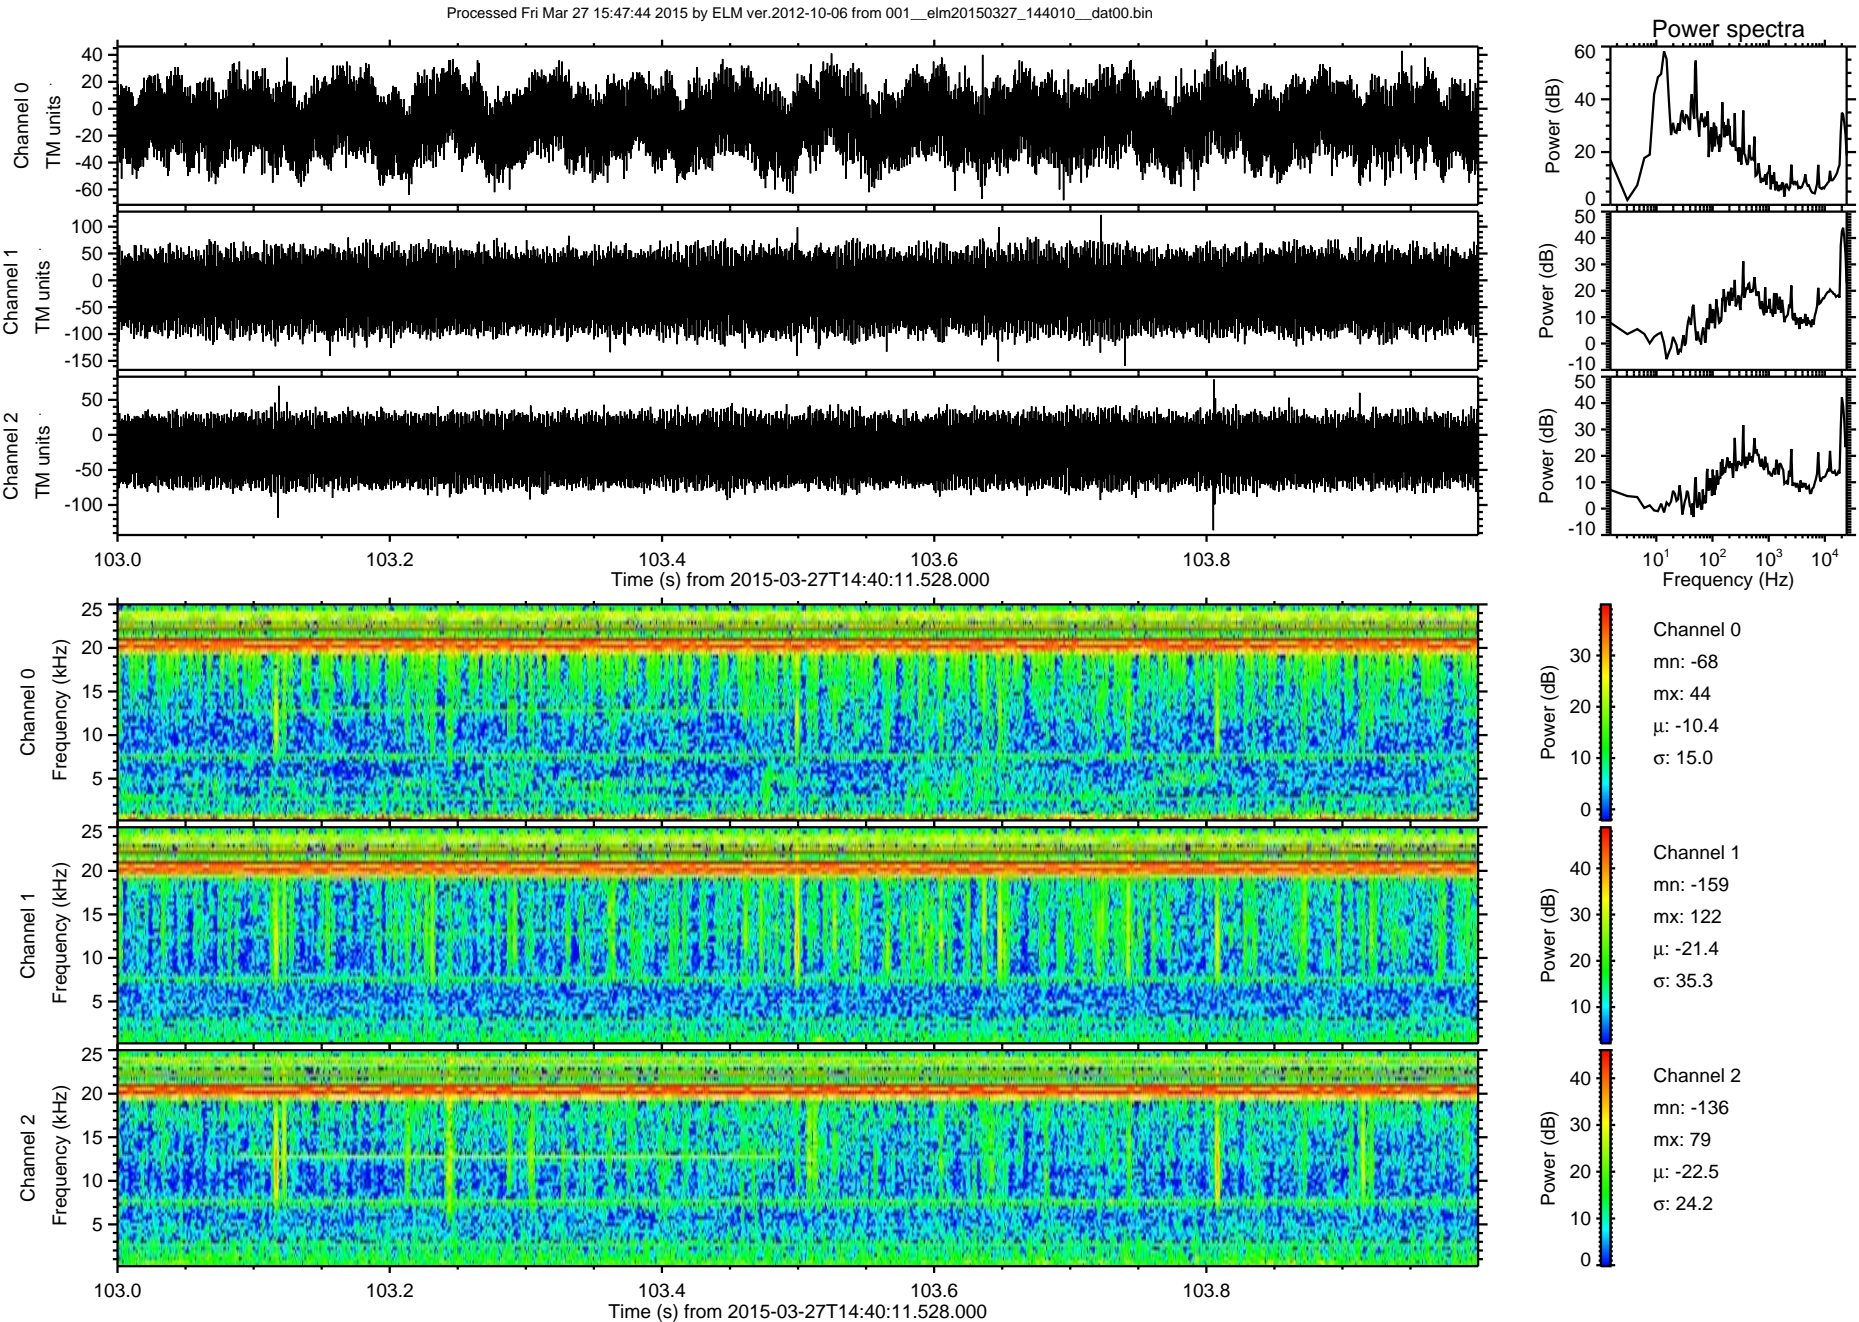 Processed Fri Mar 27 15:47:44 2015 by ELM ver.2012-10-06 from 001__elm20150327_144010__dat00.bin
Power spectra
Channel 0
TM units
40
20
0
-20
-40
-60
Power (dB)
60
40
20
0
Channel 1
TM units
100
50
0
-50
-100
-150
Power (dB)
50
40
30
20
10
0
-10
Channel 2
TM units
50
0
-50
-100
Power (dB)
50
40
30
20
10
0
-10
103.0 103.2 103.4 103.6 103.8
Time (s) from 2015-03-27T14:40:11.528.000
10¹ 10² 10³ 10⁴
Frequency (Hz)
Channel 0
Frequency (kHz)
25
20
15
10
5
Power (dB)
30
20
10
0
Channel 0
mn: -68
mx: 44
μ: -10.4
σ: 15.0
Channel 1
Frequency (kHz)
25
20
15
10
5
Power (dB)
40
30
20
10
Channel 1
mn: -159
mx: 122
μ: -21.4
σ: 35.3
Channel 2
Frequency (kHz)
25
20
15
10
5
Power (dB)
40
30
20
10
0
Channel 2
mn: -136
mx: 79
μ: -22.5
σ: 24.2
103.0 103.2 103.4 103.6 103.8
Time (s) from 2015-03-27T14:40:11.528.000